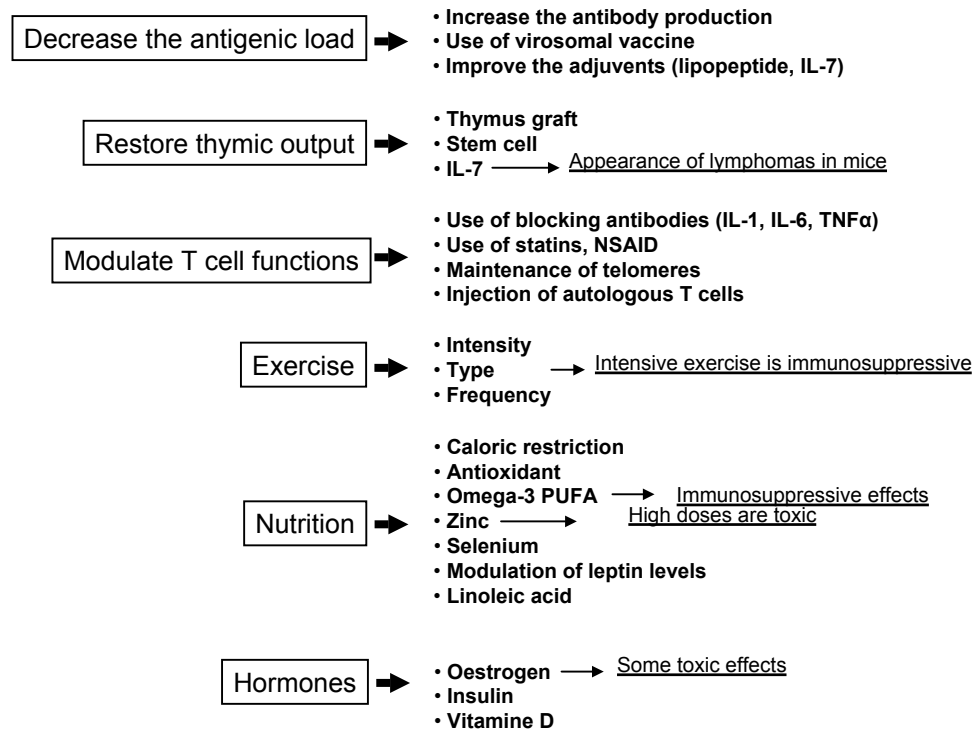 Decrease the antigenic load
• Increase the antibody production
• Use of virosomal vaccine
• Improve the adjuvents (lipopeptide, IL-7)
Restore thymic output
• Thymus graft
• Stem cell
• IL-7 Appearance of lymphomas in mice
Modulate T cell functions
• Use of blocking antibodies (IL-1, IL-6, TNFα)
• Use of statins, NSAID
• Maintenance of telomeres
• Injection of autologous T cells
Exercise
• Intensity
• Type Intensive exercise is immunosuppressive
• Frequency
Nutrition
• Caloric restriction
• Antioxidant
• Omega-3 PUFA Immunosuppressive effects
• Zinc High doses are toxic
• Selenium
• Modulation of leptin levels
• Linoleic acid
Hormones
• Oestrogen Some toxic effects
• Insulin
• Vitamine D